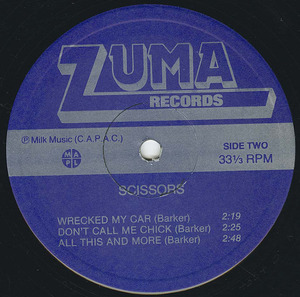 ZUMA
RECORDS
℗ Milk Music (C.A.P.A.C.)
SIDE TWO
33⅓ RPM
M A
P L
SCISSORS
WRECKED MY CAR (Barker) 2:19
DON'T CALL ME CHICK (Barker) 2:25
ALL THIS AND MORE (Barker) 2:48